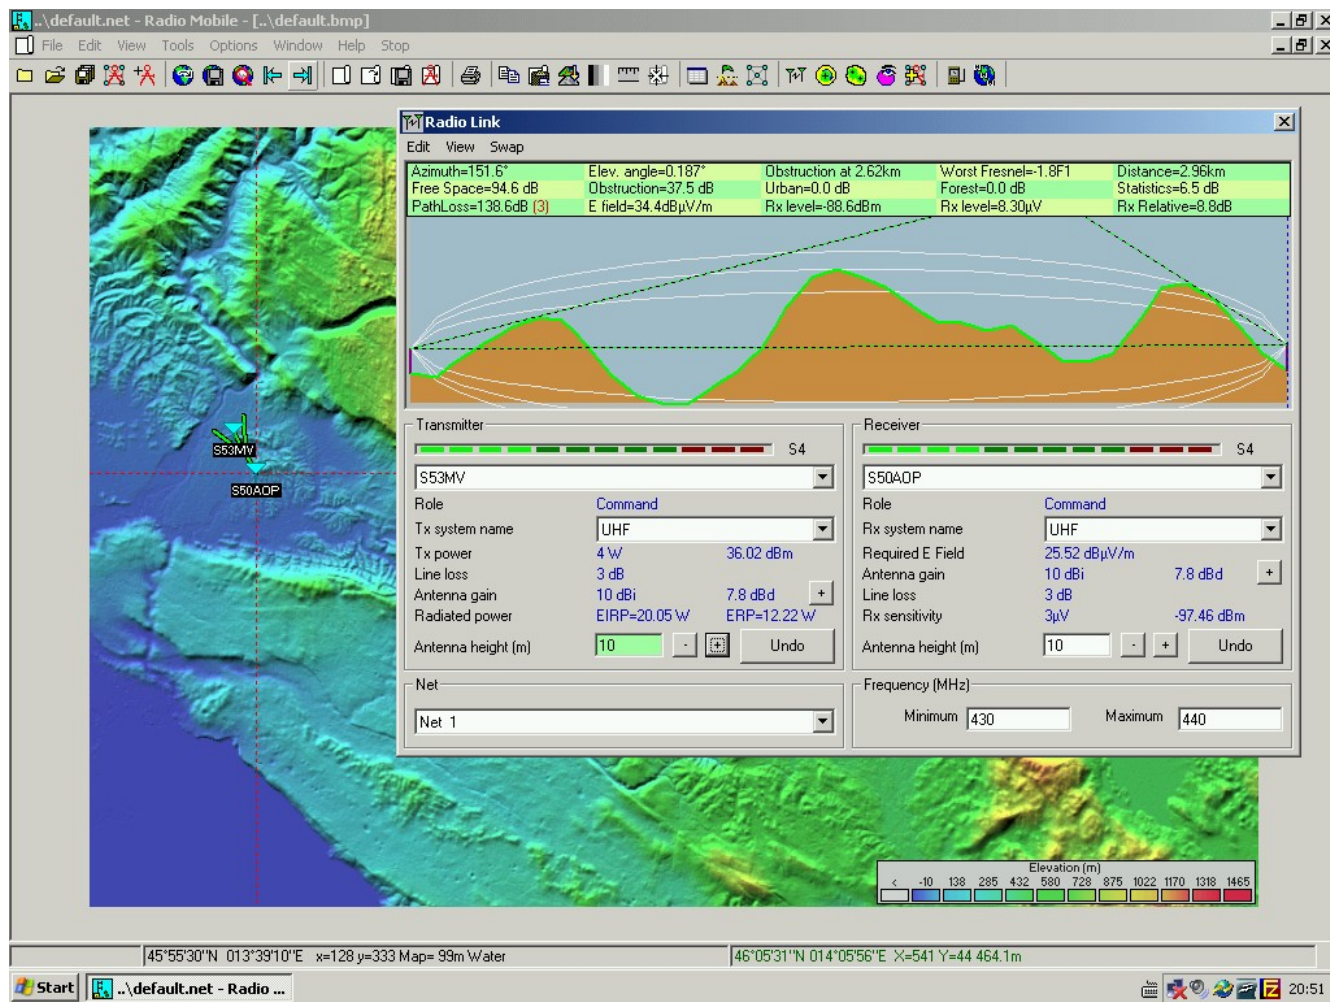 ..\default.net - Radio Mobile - [..\default.bmp]
File Edit View Tools Options Window Help Stop
Radio Link
Edit View Swap
Azimuth=151.6° Elev. angle=0.187° Obstruction at 2.62km Worst Fresnel=-1.8F1 Distance=2.96km
Free Space=94.6 dB Obstruction=37.5 dB Urban=0.0 dB Forest=0.0 dB Statistics=6.5 dB
PathLoss=138.6dB (3) E field=34.4dBµV/m Rx level=-88.6dBm Rx level=8.30µV Rx Relative=8.8dB
Transmitter
S4
S53MV
Role Command
Tx system name UHF
Tx power 4 W 36.02 dBm
Line loss 3 dB
Antenna gain 10 dBi 7.8 dBd +
Radiated power EIRP=20.05 W ERP=12.22 W
Antenna height (m) 10 - + Undo
Net
Net 1
Receiver
S4
S50AOP
Role Command
Rx system name UHF
Required E Field 25.52 dBµV/m
Antenna gain 10 dBi 7.8 dBd +
Line loss 3 dB
Rx sensitivity 3µV -97.46 dBm
Antenna height (m) 10 - + Undo
Frequency (MHz)
Minimum 430 Maximum 440
S53MV
S50AOP
Elevation (m)
< -10 138 285 432 580 728 875 1022 1170 1318 1465
45°55'30"N 013°39'10"E x=128 y=333 Map= 99m Water
46°05'31"N 014°05'56"E X=541 Y=44 464.1m
Start ..\default.net - Radio ... 20:51